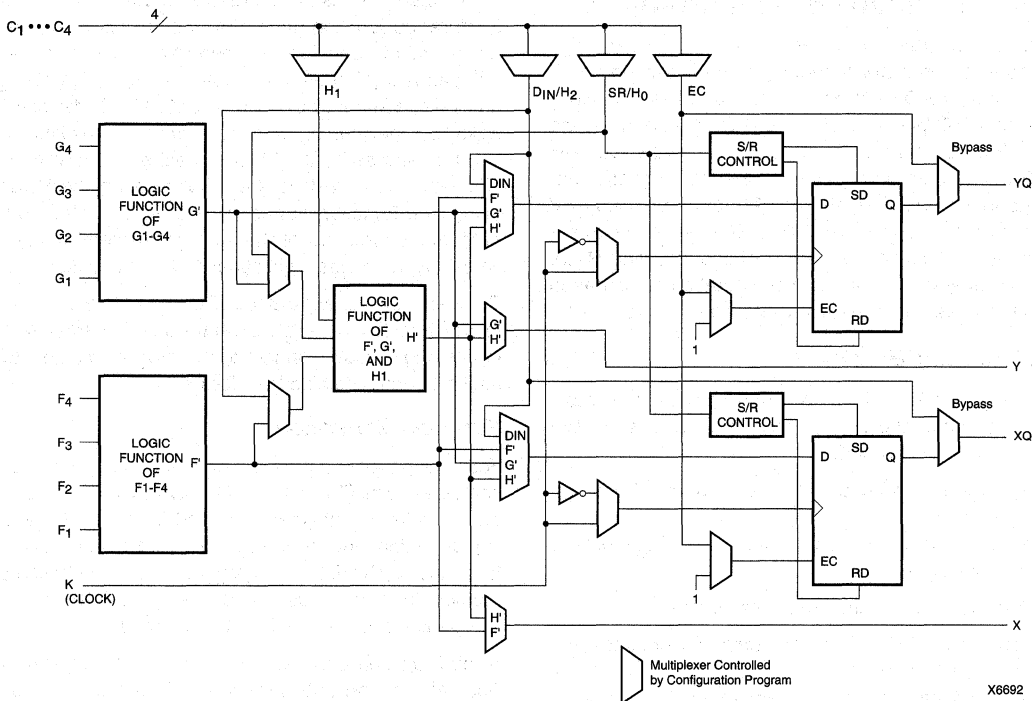 C1 ••• C4
4
H1
DIN/H2
SR/H0
EC
G4
G3
G2
G1
LOGIC
FUNCTION
OF
G1-G4
G'
DIN
F'
G'
H'
S/R
CONTROL
Bypass
D
SD
Q
EC
RD
1
YQ
LOGIC
FUNCTION
OF
F', G',
AND
H1
H'
G'
H'
Y
F4
F3
F2
F1
LOGIC
FUNCTION
OF
F1-F4
F'
DIN
F'
G'
H'
S/R
CONTROL
Bypass
D
SD
Q
EC
RD
1
XQ
K
(CLOCK)
H'
F'
X
Multiplexer Controlled
by Configuration Program
X6692